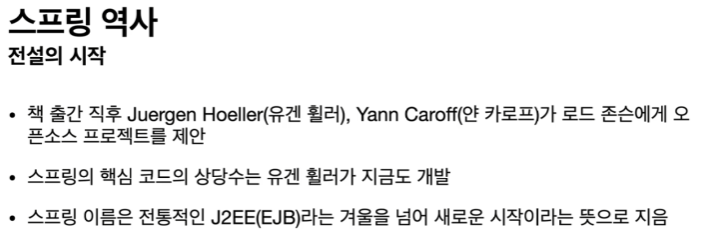 스프링 역사
전설의 시작
• 책 출간 직후 Juergen Hoeller(유겐 휠러), Yann Caroff(얀 카로프)가 로드 존슨에게 오
픈소스 프로젝트를 제안
• 스프링의 핵심 코드의 상당수는 유겐 휠러가 지금도 개발
• 스프링 이름은 전통적인 J2EE(EJB)라는 겨울을 넘어 새로운 시작이라는 뜻으로 지음